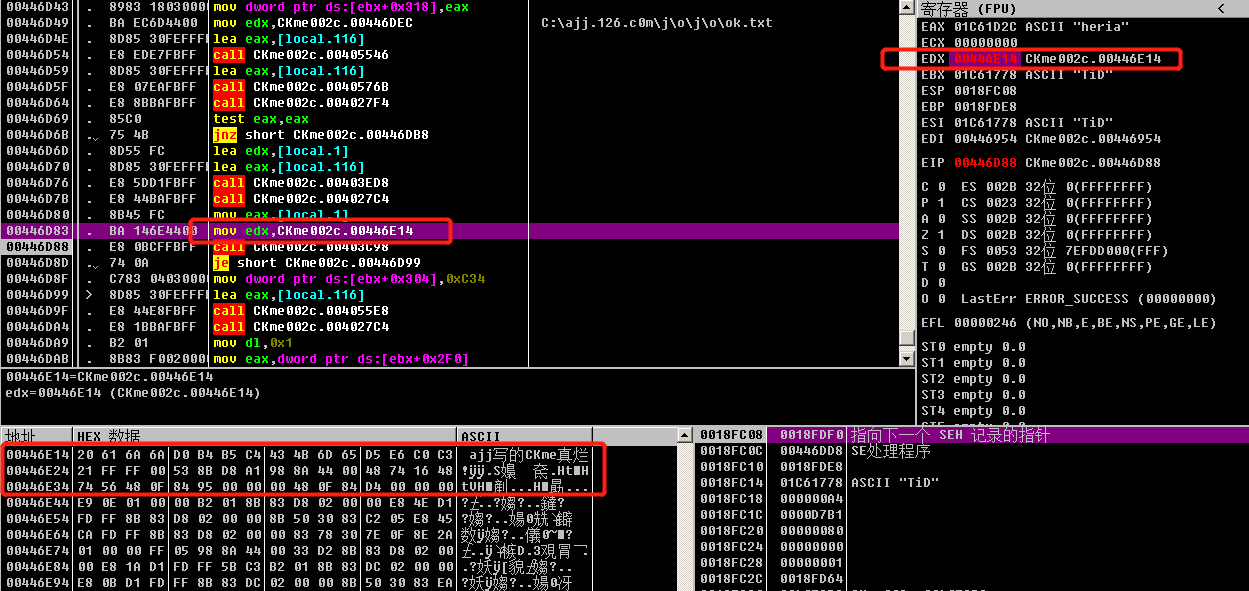 00446D43 . 8983 18030000 mov dword ptr ds:[ebx+0x318],eax
00446D49 . BA EC6D4400 mov edx,CKme002c.00446DEC C:\ajj.126.c0m\j\o\j\o\ok.txt
00446D4E . 8D85 30FEFFFF lea eax,[local.116]
00446D54 . E8 EDE7FBFF call CKme002c.00405546
00446D59 . 8D85 30FEFFFF lea eax,[local.116]
00446D5F . E8 07EAFBFF call CKme002c.0040576B
00446D64 . E8 8BBAFBFF call CKme002c.004027F4
00446D69 . 85C0 test eax,eax
00446D6B . 75 4B jnz short CKme002c.00446DB8
00446D6D . 8D55 FC lea edx,[local.1]
00446D70 . 8D85 30FEFFFF lea eax,[local.116]
00446D76 . E8 5DD1FBFF call CKme002c.00403ED8
00446D7B . E8 44BAFBFF call CKme002c.004027C4
00446D80 . 8B45 FC mov eax,[local.1]
00446D83 . BA 146E4400 mov edx,CKme002c.00446E14
00446D88 . E8 0BCFFBFF call CKme002c.00403C98
00446D8D . 74 0A je short CKme002c.00446D99
00446D8F . C783 04030000 mov dword ptr ds:[ebx+0x304],0xC34
00446D99 > 8D85 30FEFFFF lea eax,[local.116]
00446D9F . E8 44E8FBFF call CKme002c.004055E8
00446DA4 . E8 1BBAFBFF call CKme002c.004027C4
00446DA9 . B2 01 mov dl,0x1
00446DAB . 8B83 F0020000 mov eax,dword ptr ds:[ebx+0x2F0]
00446E14=CKme002c.00446E14
edx=00446E14 (CKme002c.00446E14)
寄存器 (FPU) <
EAX 01C61D2C ASCII "heria"
ECX 00000000
EDX 00446E14 CKme002c.00446E14
EBX 01C61778 ASCII "TiD"
ESP 0018FC08
EBP 0018FDE8
ESI 01C61778 ASCII "TiD"
EDI 00446954 CKme002c.00446954
EIP 00446D88 CKme002c.00446D88
C 0 ES 002B 32位 0(FFFFFFFF)
P 1 CS 0023 32位 0(FFFFFFFF)
A 0 SS 002B 32位 0(FFFFFFFF)
Z 1 DS 002B 32位 0(FFFFFFFF)
S 0 FS 0053 32位 7EFDD000(FFF)
T 0 GS 002B 32位 0(FFFFFFFF)
D 0
O 0 LastErr ERROR_SUCCESS (00000000)
EFL 00000246 (NO,NB,E,BE,NS,PE,GE,LE)
ST0 empty 0.0
ST1 empty 0.0
ST2 empty 0.0
ST3 empty 0.0
ST4 empty 0.0
地址 HEX 数据 ASCII
00446E14 20 61 6A 6A D0 B4 B5 C4 43 4B 6D 65 D5 E6 C0 C3 ajj写的CKme真烂
00446E24 21 FF FF 00 53 8B D8 A1 98 8A 44 00 48 74 16 48
00446E34 74 56 48 0F 84 95 00 00 00 48 0F 84 D4 00 00 00
00446E44 E9 0E 01 00 00 B2 01 8B 83 D8 02 00 00 E8 4E D1
00446E54 FD FF 8B 83 D8 02 00 00 8B 50 30 83 C2 05 E8 45
00446E64 CA FD FF 8B 83 D8 02 00 00 83 78 30 7E 0F 8E 2A
00446E74 01 00 00 FF 05 98 8A 44 00 33 D2 8B 83 D8 02 00
00446E84 00 E8 1A D1 FD FF 5B C3 B2 01 8B 83 DC 02 00 00
00446E94 E8 0B D1 FD FF 8B 83 DC 02 00 00 8B 50 30 83 EA
0018FC08 0018FDF0 指向下一个 SEH 记录的指针
0018FC0C 00446DD8 SE处理程序
0018FC10 0018FDE8
0018FC14 01C61778 ASCII "TiD"
0018FC18 00000A4A
0018FC1C 0000D7B1
0018FC20 00000080
0018FC24 00000000
0018FC28 00000001
0018FC2C 0018FD64